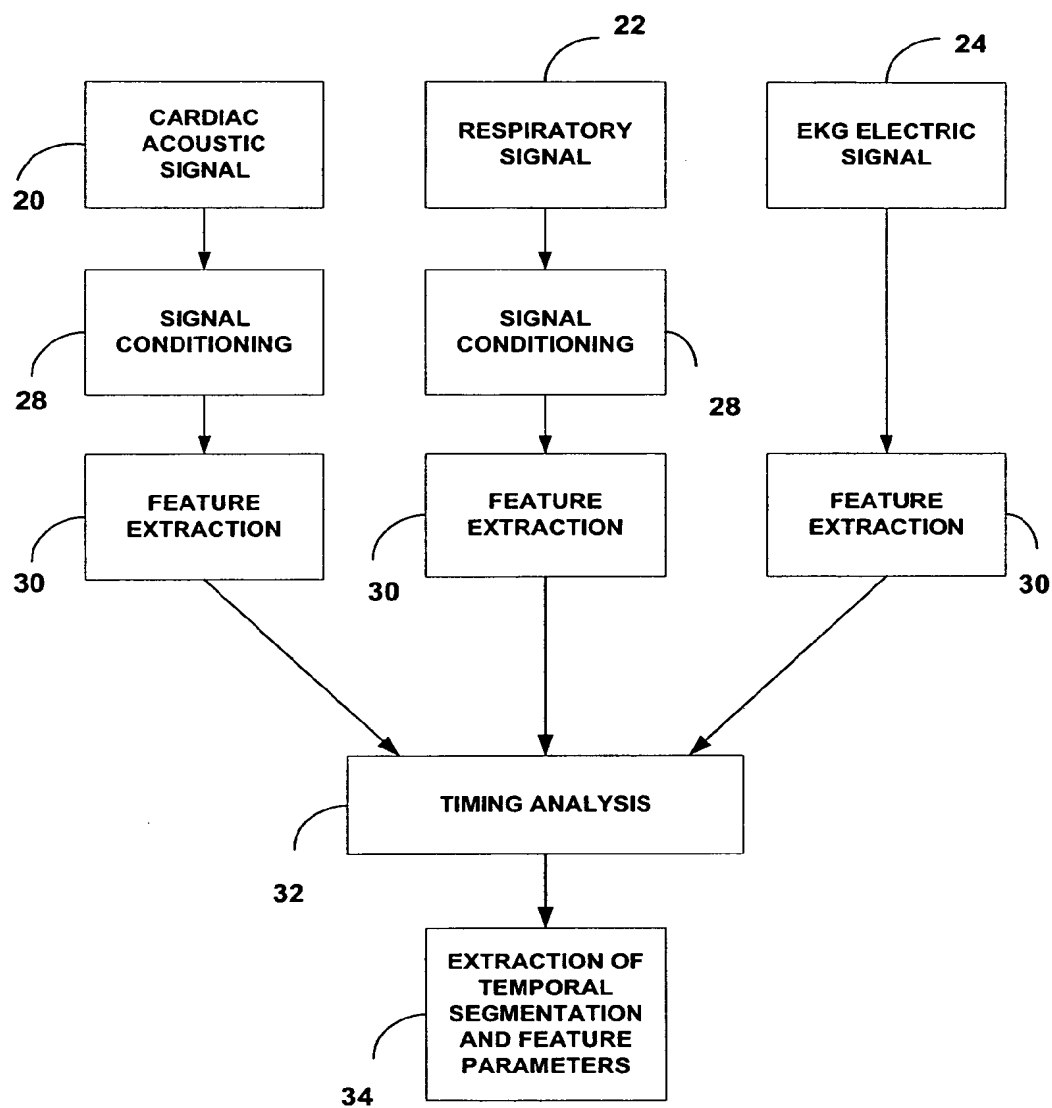 22
24
CARDIAC
ACOUSTIC
SIGNAL
RESPIRATORY
SIGNAL
EKG ELECTRIC
SIGNAL
20
SIGNAL
CONDITIONING
SIGNAL
CONDITIONING
28
28
FEATURE
EXTRACTION
FEATURE
EXTRACTION
FEATURE
EXTRACTION
30
30
30
TIMING ANALYSIS
32
EXTRACTION OF
TEMPORAL
SEGMENTATION
AND FEATURE
PARAMETERS
34